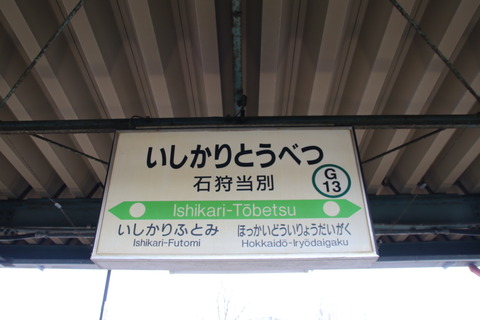 いしかりとうべつ
石狩当別
G
13
Ishikari-Tōbetsu
いしかりふとみ ほっかいどういりょうだいがく
Ishikari-Futomi Hokkaidō-Iryōdaigaku